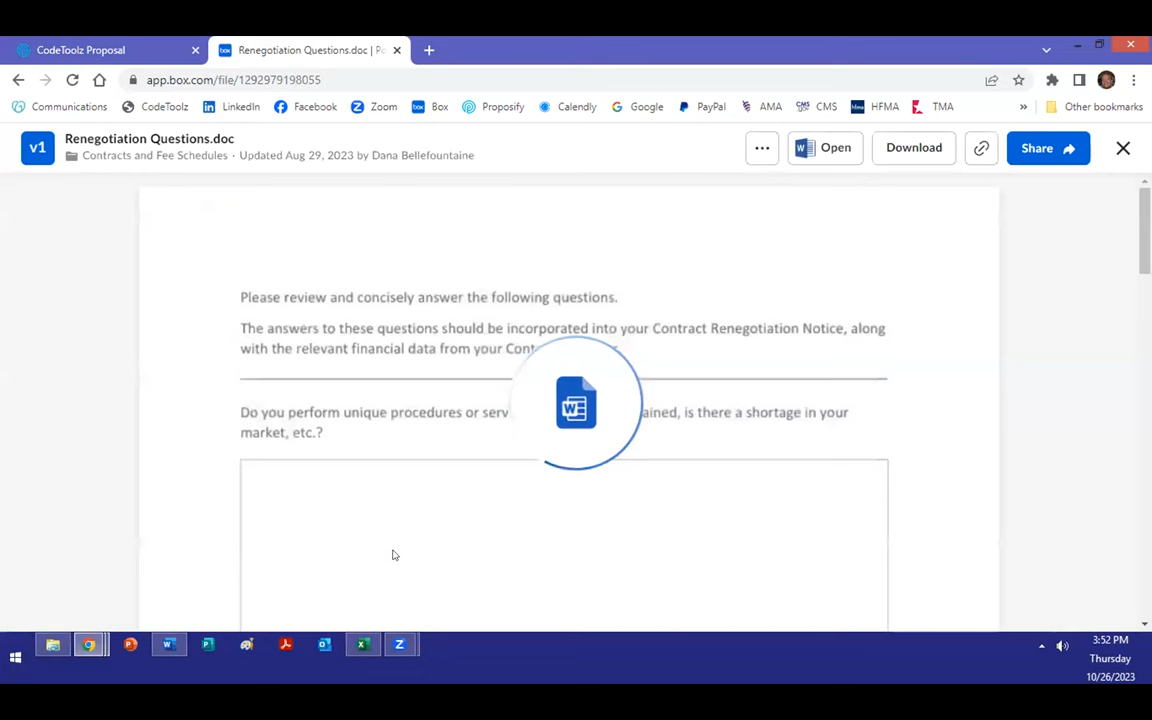 CodeToolz Proposal
box Renegotiation Questions.doc | Po
app.box.com/file/1292979198055
Communications CodeToolz LinkedIn Facebook Zoom box Box Proposify Calendly Google PayPal AMA CMS CMS HFMA TMA » Other bookmarks
v1 Renegotiation Questions.doc
Contracts and Fee Schedules · Updated Aug 29, 2023 by Dana Bellefountaine
Open Download Share
Please review and concisely answer the following questions.
The answers to these questions should be incorporated into your Contract Renegotiation Notice, along
with the relevant financial data from your
Do you perform unique procedures or is there a shortage in your
market, etc.?
3:52 PM
Thursday
10/26/2023